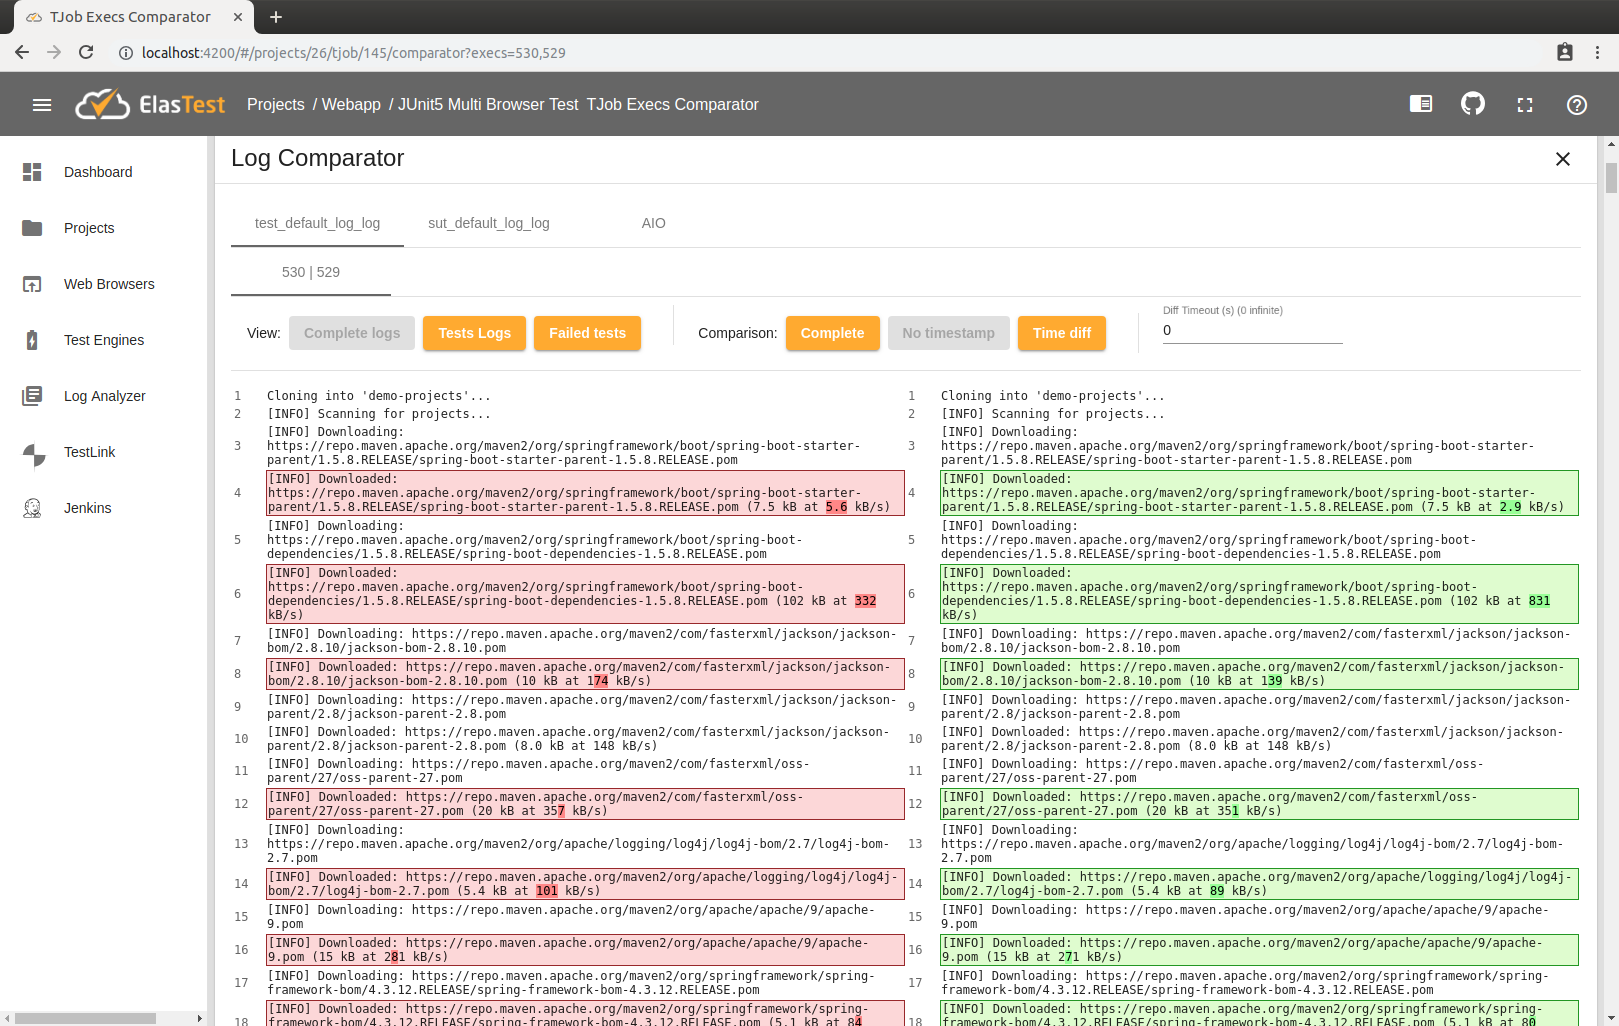 TJob Execs Comparator
localhost:4200/#/projects/26/tjob/145/comparator?execs=530,529
ElasTest
Projects / Webapp / JUnit5 Multi Browser Test TJob Execs Comparator
Dashboard
Projects
Web Browsers
Test Engines
Log Analyzer
TestLink
Jenkins
Log Comparator
test_default_log_log
sut_default_log_log
AIO
530 | 529
View:
Complete logs
Tests Logs
Failed tests
Comparison:
Complete
No timestamp
Time diff
Diff Timeout (s) (0 infinite)
0
1 Cloning into 'demo-projects'...
2 [INFO] Scanning for projects...
[INFO] Downloading:
3 https://repo.maven.apache.org/maven2/org/springframework/boot/spring-boot-starter-
parent/1.5.8.RELEASE/spring-boot-starter-parent-1.5.8.RELEASE.pom
[INFO] Downloaded:
4 https://repo.maven.apache.org/maven2/org/springframework/boot/spring-boot-starter-
parent/1.5.8.RELEASE/spring-boot-starter-parent-1.5.8.RELEASE.pom (7.5 kB at 5.6 kB/s)
[INFO] Downloading:
5 https://repo.maven.apache.org/maven2/org/springframework/boot/spring-boot-
dependencies/1.5.8.RELEASE/spring-boot-dependencies-1.5.8.RELEASE.pom
[INFO] Downloaded:
https://repo.maven.apache.org/maven2/org/springframework/boot/spring-boot-
6 dependencies/1.5.8.RELEASE/spring-boot-dependencies-1.5.8.RELEASE.pom (102 kB at 332
kB/s)
7 [INFO] Downloading: https://repo.maven.apache.org/maven2/com/fasterxml/jackson/jackson-
bom/2.8.10/jackson-bom-2.8.10.pom
8 [INFO] Downloaded: https://repo.maven.apache.org/maven2/com/fasterxml/jackson/jackson-
bom/2.8.10/jackson-bom-2.8.10.pom (10 kB at 174 kB/s)
9 [INFO] Downloading: https://repo.maven.apache.org/maven2/com/fasterxml/jackson/jackson-
parent/2.8/jackson-parent-2.8.pom
10 [INFO] Downloaded: https://repo.maven.apache.org/maven2/com/fasterxml/jackson/jackson-
parent/2.8/jackson-parent-2.8.pom (8.0 kB at 148 kB/s)
11 [INFO] Downloading: https://repo.maven.apache.org/maven2/com/fasterxml/oss-
parent/27/oss-parent-27.pom
12 [INFO] Downloaded: https://repo.maven.apache.org/maven2/com/fasterxml/oss-
parent/27/oss-parent-27.pom (20 kB at 357 kB/s)
[INFO] Downloading:
13 https://repo.maven.apache.org/maven2/org/apache/logging/log4j/log4j-bom/2.7/log4j-bom-
2.7.pom
14 [INFO] Downloaded: https://repo.maven.apache.org/maven2/org/apache/logging/log4j/log4j-
bom/2.7/log4j-bom-2.7.pom (5.4 kB at 101 kB/s)
15 [INFO] Downloading: https://repo.maven.apache.org/maven2/org/apache/apache/9/apache-
9.pom
16 [INFO] Downloaded: https://repo.maven.apache.org/maven2/org/apache/apache/9/apache-
9.pom (15 kB at 281 kB/s)
17 [INFO] Downloading: https://repo.maven.apache.org/maven2/org/springframework/spring-
framework-bom/4.3.12.RELEASE/spring-framework-bom-4.3.12.RELEASE.pom
[INFO] Downloaded: https://repo.maven.apache.org/maven2/org/springframework/spring-
18 framework-bom/4.3.12.RELEASE/spring-framework-bom-4.3.12.RELEASE.pom (5.1 kB at 84
1 Cloning into 'demo-projects'...
2 [INFO] Scanning for projects...
[INFO] Downloading:
3 https://repo.maven.apache.org/maven2/org/springframework/boot/spring-boot-starter-
parent/1.5.8.RELEASE/spring-boot-starter-parent-1.5.8.RELEASE.pom
[INFO] Downloaded:
4 https://repo.maven.apache.org/maven2/org/springframework/boot/spring-boot-starter-
parent/1.5.8.RELEASE/spring-boot-starter-parent-1.5.8.RELEASE.pom (7.5 kB at 2.9 kB/s)
[INFO] Downloading:
5 https://repo.maven.apache.org/maven2/org/springframework/boot/spring-boot-
dependencies/1.5.8.RELEASE/spring-boot-dependencies-1.5.8.RELEASE.pom
[INFO] Downloaded:
https://repo.maven.apache.org/maven2/org/springframework/boot/spring-boot-
6 dependencies/1.5.8.RELEASE/spring-boot-dependencies-1.5.8.RELEASE.pom (102 kB at 831
kB/s)
7 [INFO] Downloading: https://repo.maven.apache.org/maven2/com/fasterxml/jackson/jackson-
bom/2.8.10/jackson-bom-2.8.10.pom
8 [INFO] Downloaded: https://repo.maven.apache.org/maven2/com/fasterxml/jackson/jackson-
bom/2.8.10/jackson-bom-2.8.10.pom (10 kB at 139 kB/s)
9 [INFO] Downloading: https://repo.maven.apache.org/maven2/com/fasterxml/jackson/jackson-
parent/2.8/jackson-parent-2.8.pom
10 [INFO] Downloaded: https://repo.maven.apache.org/maven2/com/fasterxml/jackson/jackson-
parent/2.8/jackson-parent-2.8.pom (8.0 kB at 148 kB/s)
11 [INFO] Downloading: https://repo.maven.apache.org/maven2/com/fasterxml/oss-
parent/27/oss-parent-27.pom
12 [INFO] Downloaded: https://repo.maven.apache.org/maven2/com/fasterxml/oss-
parent/27/oss-parent-27.pom (20 kB at 351 kB/s)
[INFO] Downloading:
13 https://repo.maven.apache.org/maven2/org/apache/logging/log4j/log4j-bom/2.7/log4j-bom-
2.7.pom
14 [INFO] Downloaded: https://repo.maven.apache.org/maven2/org/apache/logging/log4j/log4j-
bom/2.7/log4j-bom-2.7.pom (5.4 kB at 89 kB/s)
15 [INFO] Downloading: https://repo.maven.apache.org/maven2/org/apache/apache/9/apache-
9.pom
16 [INFO] Downloaded: https://repo.maven.apache.org/maven2/org/apache/apache/9/apache-
9.pom (15 kB at 271 kB/s)
17 [INFO] Downloading: https://repo.maven.apache.org/maven2/org/springframework/spring-
framework-bom/4.3.12.RELEASE/spring-framework-bom-4.3.12.RELEASE.pom
[INFO] Downloaded: https://repo.maven.apache.org/maven2/org/springframework/spring-
18 framework-bom/4.3.12.RELEASE/spring-framework-bom-4.3.12.RELEASE.pom (5.1 kB at 80